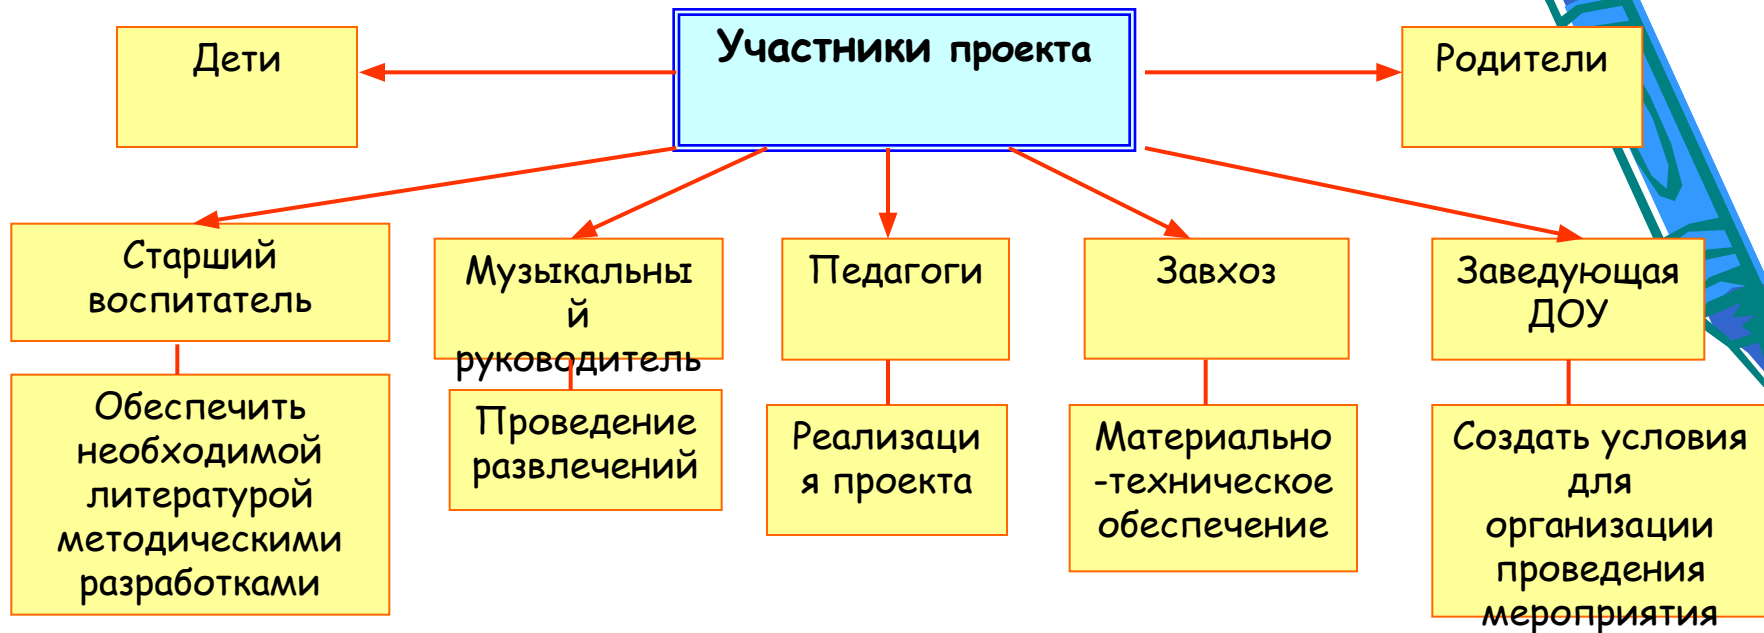 Участники проекта
Дети
Родители
Старший
воспитатель
Музыкальны
й
руководитель
Педагоги
Завхоз
Заведующая
ДОУ
Обеспечить
необходимой
литературой
методическими
разработками
Проведение
развлечений
Реализаци
я проекта
Материально
-техническое
обеспечение
Создать условия
для
организации
проведения
мероприятия